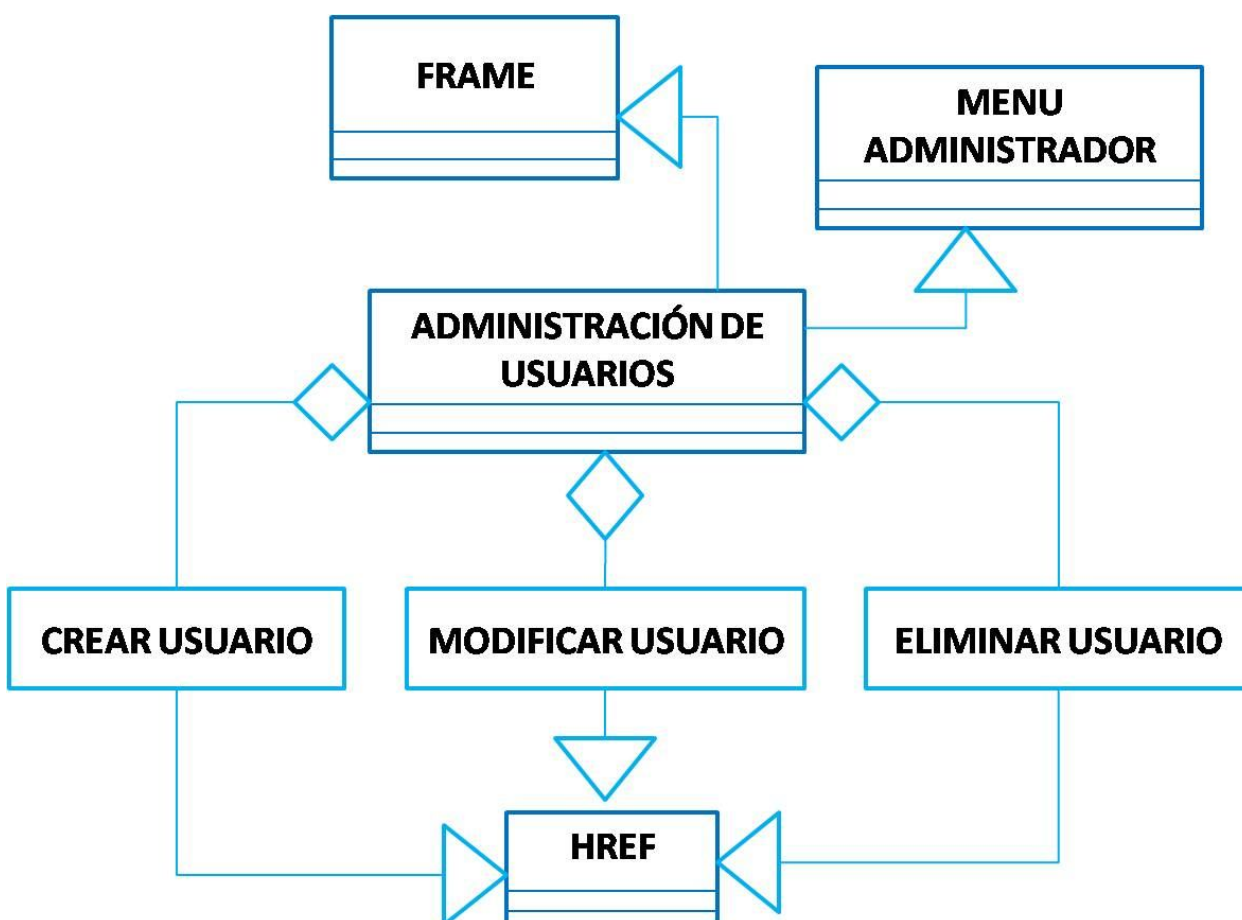 FRAME
MENU
ADMINISTRADOR
ADMINISTRACIÓN DE
USUARIOS
CREAR USUARIO
MODIFICAR USUARIO
ELIMINAR USUARIO
HREF